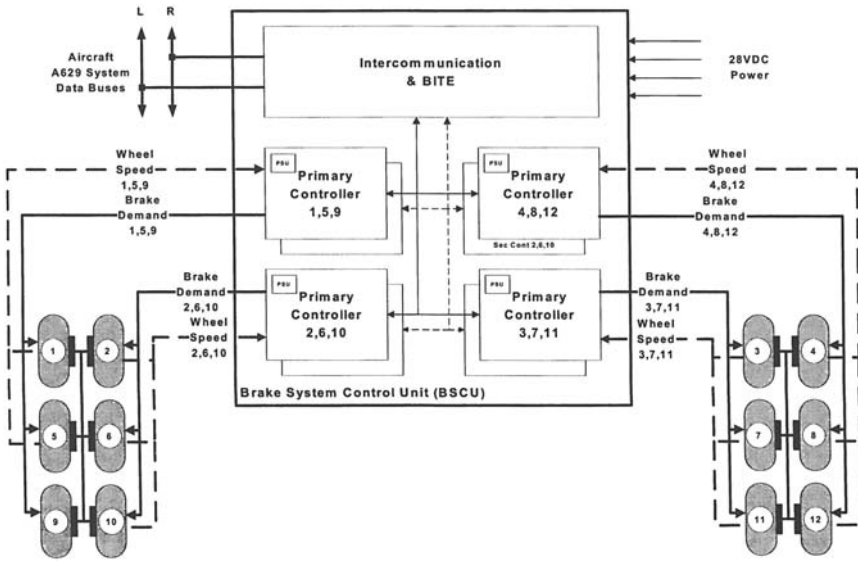 L R
Aircraft
A629 System
Data Buses
Intercommunication
& BITE
28VDC
Power
Wheel
Speed
1,5,9
Brake
Demand
1,5,9
PSU
Primary
Controller
1,5,9
PSU
Primary
Controller
4,8,12
Sec Cont 2,6,10
Wheel
Speed
4,8,12
Brake
Demand
4,8,12
Brake
Demand
2,6,10
Wheel
Speed
2,6,10
PSU
Primary
Controller
2,6,10
PSU
Primary
Controller
3,7,11
Brake
Demand
3,7,11
Wheel
Speed
3,7,11
Brake System Control Unit (BSCU)
1 2
5 6
9 10
3 4
7 8
11 12